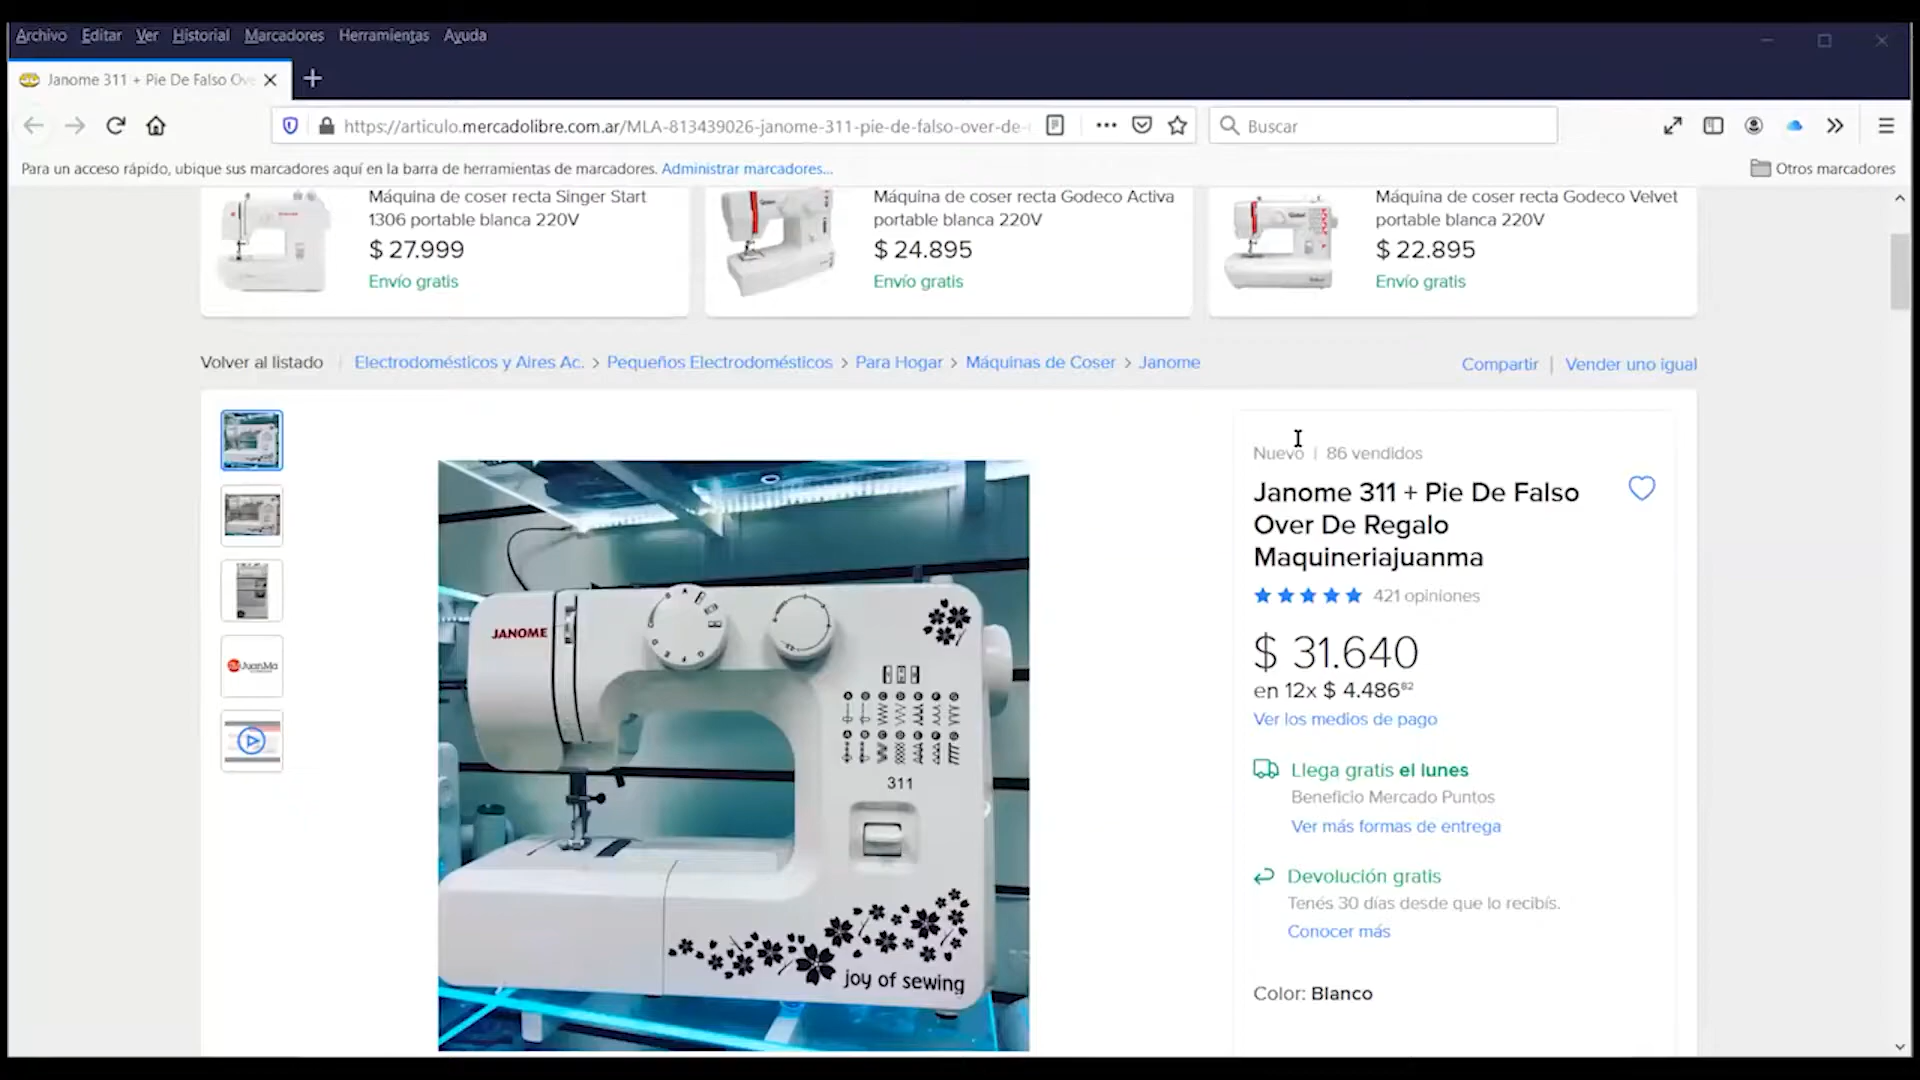 Archivo Editar Ver Historial Marcadores Herramientas Ayuda
Janome 311 + Pie De Falso Ove
https://articulo.mercadolibre.com.ar/MLA-813439026-janome-311-pie-de-falso-over-de-
Buscar
Para un acceso rápido, ubique sus marcadores aquí en la barra de herramientas de marcadores. Administrar marcadores...
Otros marcadores
Máquina de coser recta Singer Start
1306 portable blanca 220V
$ 27.999
Envío gratis
Máquina de coser recta Godeco Activa
portable blanca 220V
$ 24.895
Envío gratis
Máquina de coser recta Godeco Velvet
portable blanca 220V
$ 22.895
Envío gratis
Volver al listado Electrodomésticos y Aires Ac. > Pequeños Electrodomésticos > Para Hogar > Máquinas de Coser > Janome
Compartir | Vender uno igual
JuanMa
JANOME
311
joy of sewing
Nuevo | 86 vendidos
Janome 311 + Pie De Falso
Over De Regalo
Maquineriajuanma
421 opiniones
$ 31.640
en 12x $ 4.486⁸²
Ver los medios de pago
Llega gratis el lunes
Beneficio Mercado Puntos
Ver más formas de entrega
Devolución gratis
Tenés 30 días desde que lo recibís.
Conocer más
Color: Blanco